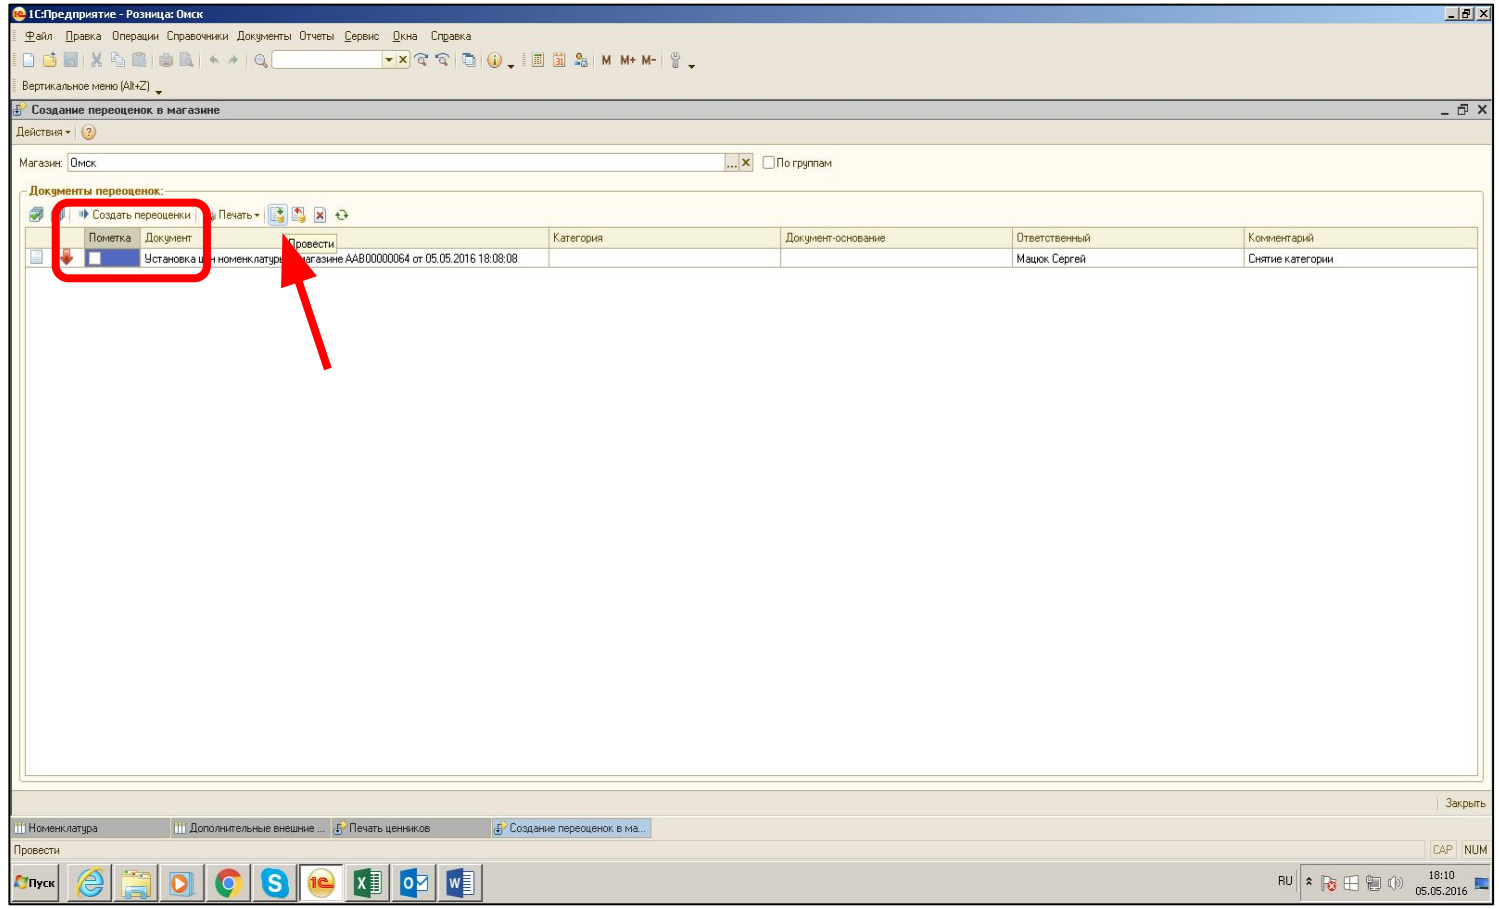 1С:Предприятие - Розница: Омск
Файл Правка Операции Справочники Документы Отчеты Сервис Окна Справка
M M+ M-
Вертикальное меню (Alt+Z)
Создание переоценок в магазине
Действия
Магазин: Омск ... По группам
Документы переоценок:
Создать переоценки Печать
Пометка Документ Категория Документ-основание Ответственный Комментарий
Провести
Установка номенклатуры магазине ААВ00000064 от 05.05.2016 18:08:08 Мацюк Сергей Снятие категории
Закрыть
Номенклатура Дополнительные внешние ... Печать ценников Создание переоценок в ма...
Провести CAP NUM
Пуск RU 18:10
05.05.2016